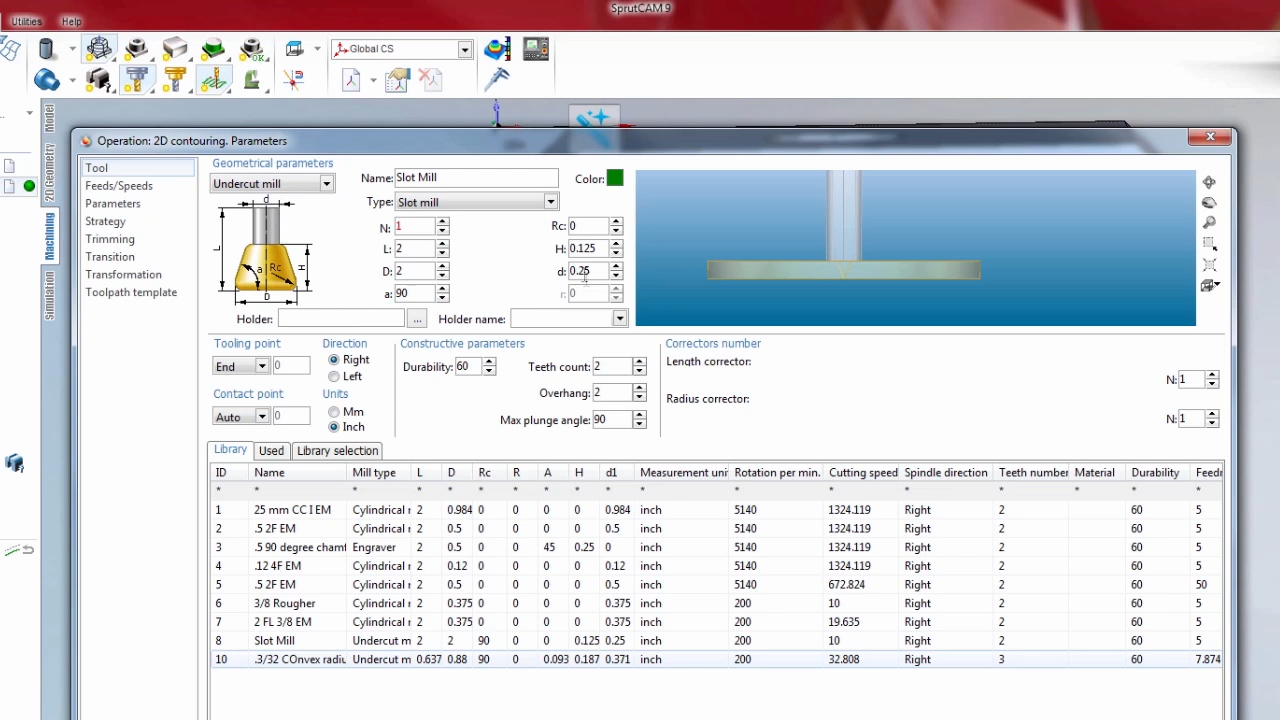 SprutCAM 9
Utilities Help
Global CS
Model
2D Geometry
Machining
Simulation
Operation: 2D contouring. Parameters
Tool
Feeds/Speeds
Parameters
Strategy
Trimming
Transition
Transformation
Toolpath template
Geometrical parameters
Undercut mill
Name: Slot Mill
Color:
Type: Slot mill
N: 1
Rc: 0
L: 2
H: 0.125
D: 2
d: 0.25
a: 90
r: 0
d
L
a
Rc
H
D
Holder:
...
Holder name:
Tooling point
End 0
Contact point
Auto 0
Direction
Right
Left
Units
Mm
Inch
Constructive parameters
Durability: 60
Teeth count: 2
Overhang: 2
Max plunge angle: 90
Correctors number
Length corrector:
N: 1
Radius corrector:
N: 1
Library Used Library selection
ID Name Mill type L D Rc R A H d1 Measurement unit Rotation per min. Cutting speed Spindle direction Teeth number Material Durability Feedr
* * * * * * * * * * * * * * * * * *
1 25 mm CC I EM Cylindrical r 2 0.984 0 0 0 0 0.984 inch 5140 1324.119 Right 2 60 5
2 .5 2F EM Cylindrical r 2 0.5 0 0 0 0 0.5 inch 5140 1324.119 Right 2 60 5
3 .5 90 degree chamf Engraver 2 0.5 0 0 45 0.25 0 inch 5140 1324.119 Right 2 60 5
4 .12 4F EM Cylindrical r 2 0.12 0 0 0 0 0.12 inch 5140 1324.119 Right 2 60 5
5 .5 2F EM Cylindrical r 2 0.5 0 0 0 0 0.5 inch 5140 672.824 Right 2 60 50
6 3/8 Rougher Cylindrical r 2 0.375 0 0 0 0 0.375 inch 200 10 Right 2 60 5
7 2 FL 3/8 EM Cylindrical r 2 0.375 0 0 0 0 0.375 inch 200 19.635 Right 2 60 5
8 Slot Mill Undercut m 2 2 90 0 0 0.125 0.25 inch 200 10 Right 2 60 5
10 .3/32 COnvex radiu Undercut m 0.637 0.88 90 0 0.093 0.187 0.371 inch 200 32.808 Right 3 60 7.874